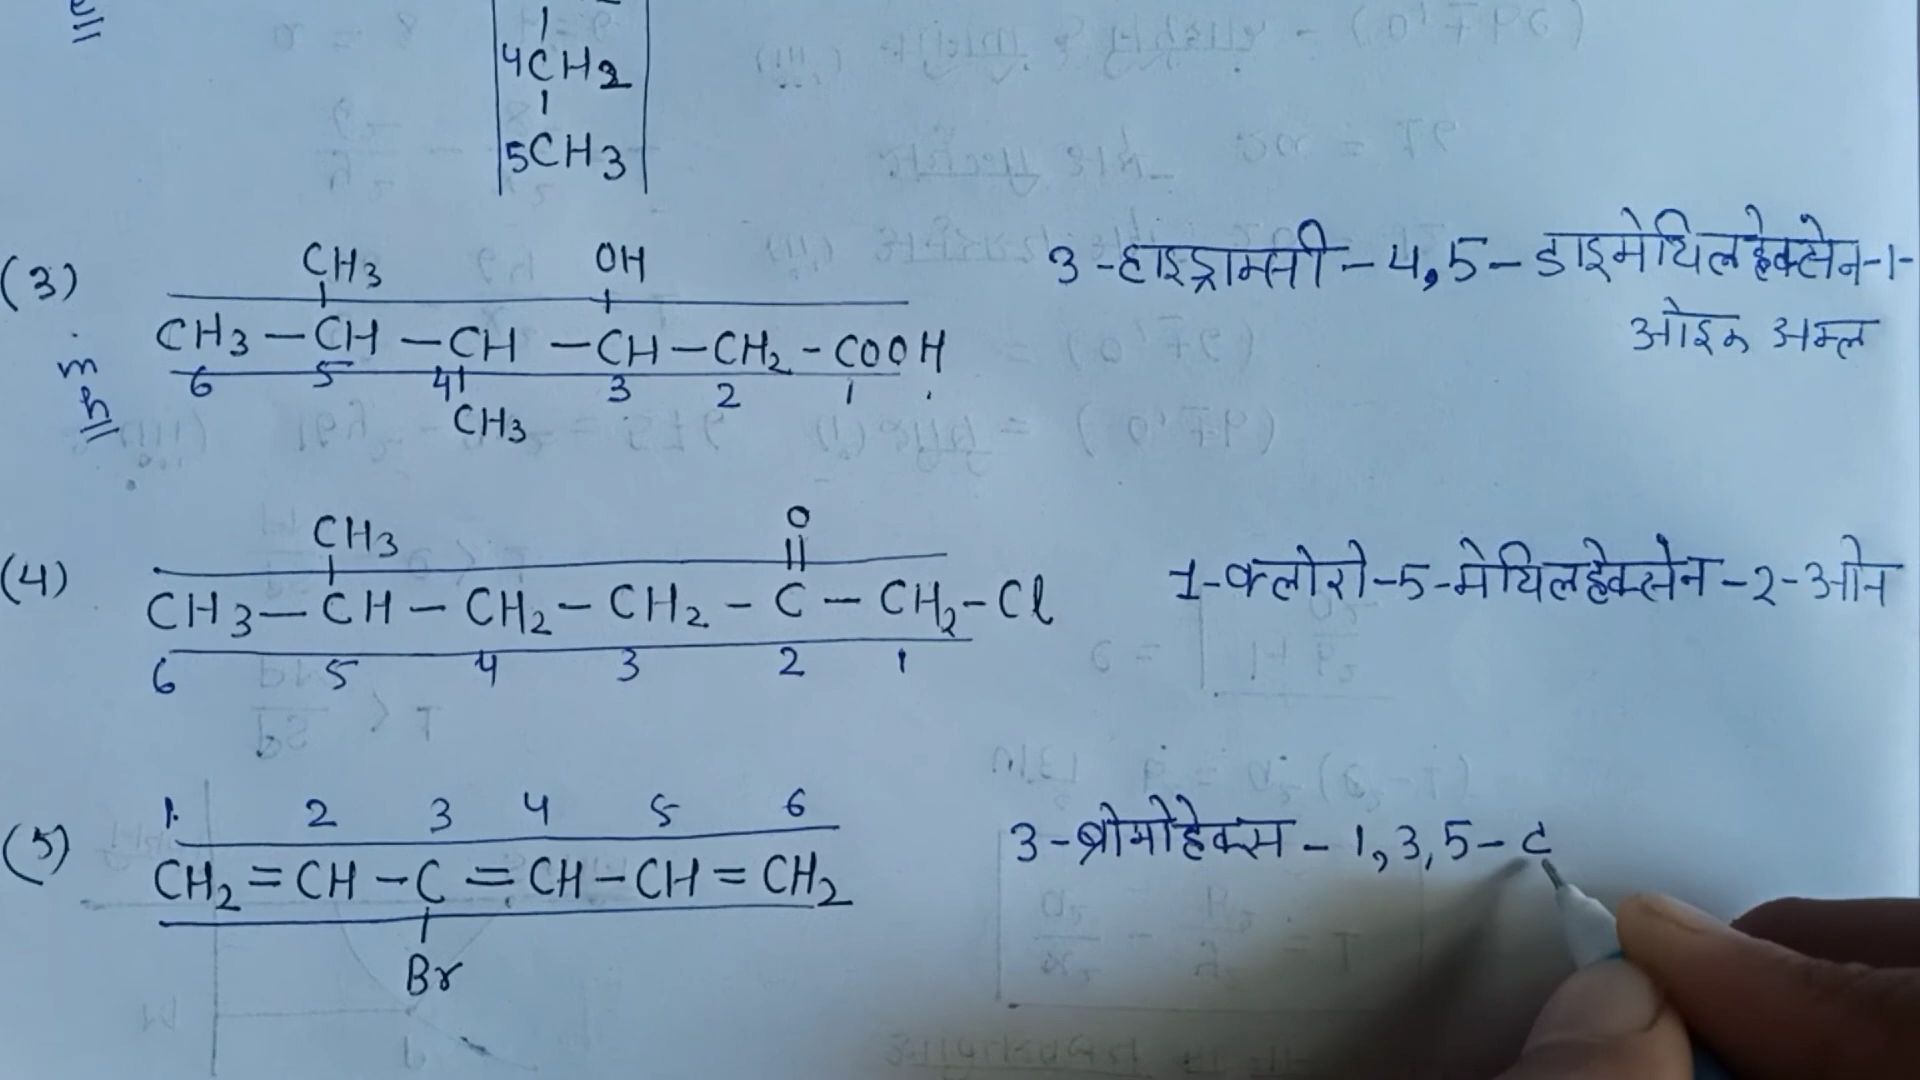 4CH2
5CH3
(3)
CH3 OH
CH3 – CH – CH – CH – CH2 - COOH
6 5 4 3 2 1
CH3
3-हाइड्राक्सी – 4,5 – डाइमेथिलहेक्सेन-1-
ओइक अम्ल
(4)
CH3 O
CH3 – CH – CH2 – CH2 – C – CH2 – Cl
6 5 4 3 2 1
1-क्लोरो-5-मेथिलहेक्सेन-2-ओन
(5)
1 2 3 4 5 6
CH2 = CH – C = CH – CH = CH2
Br
3-ब्रोमोहेक्स – 1,3,5 –